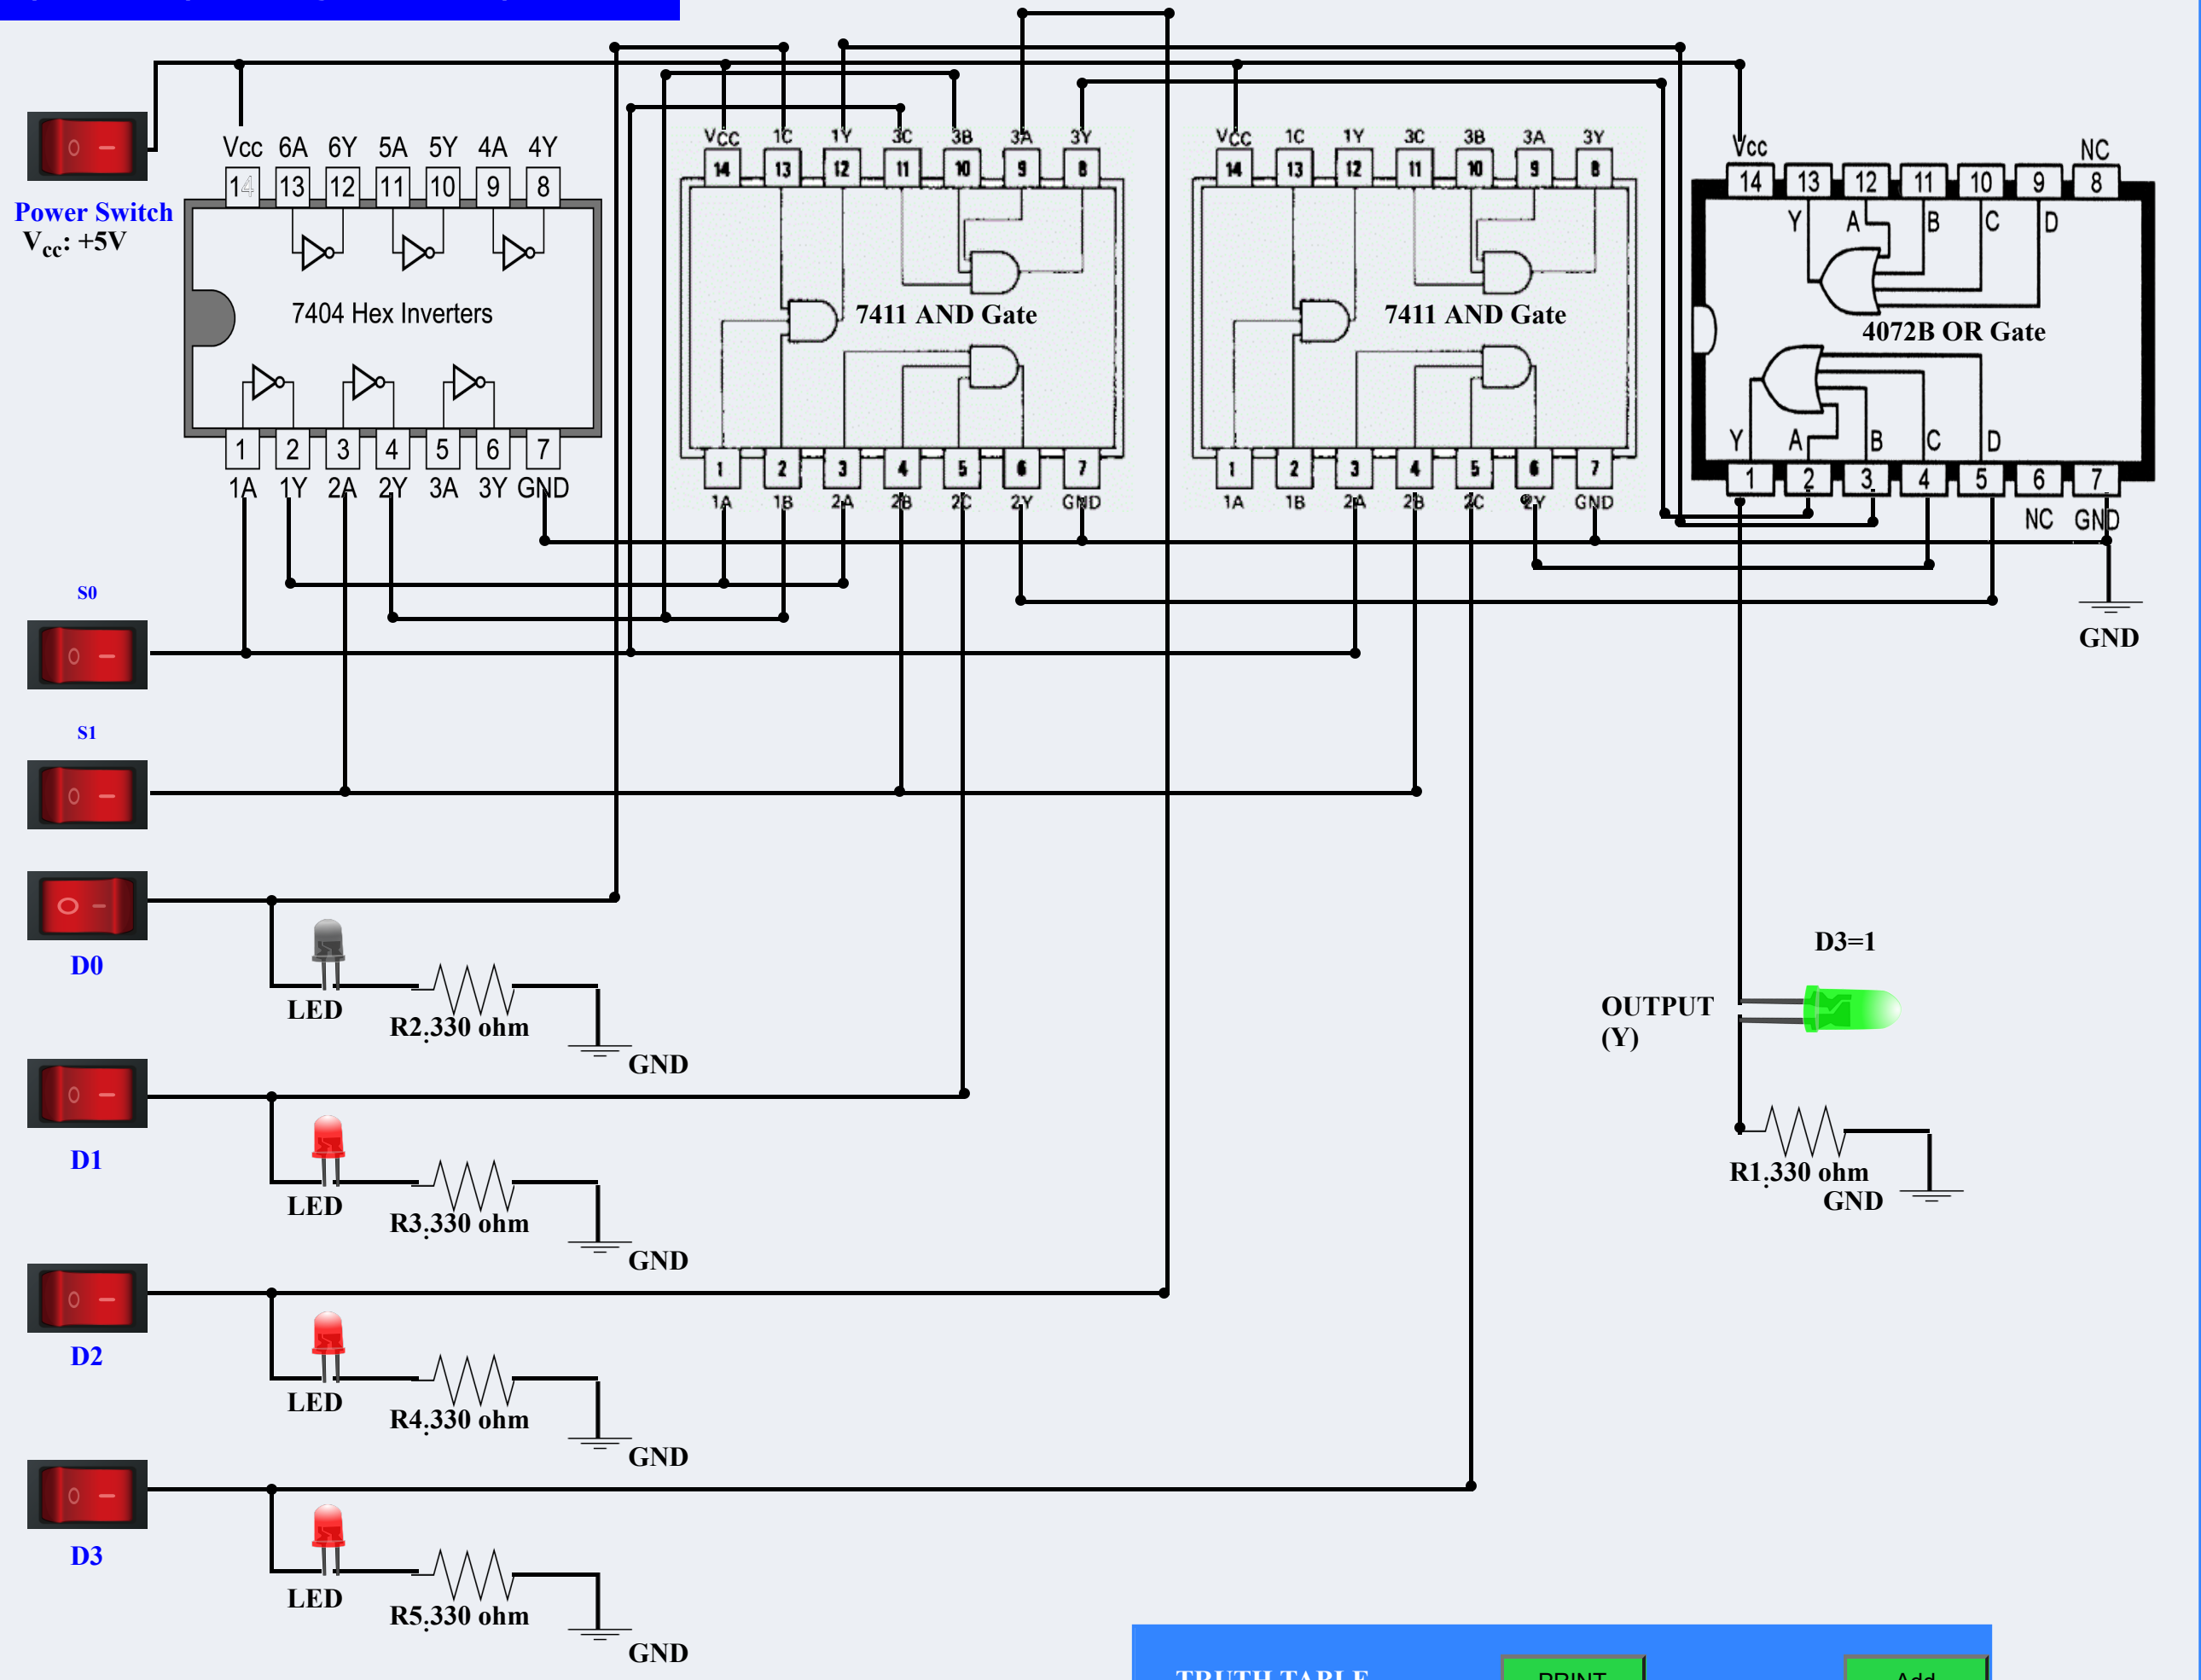 Power Switch
Vcc: +5V
Vcc 6A 6Y 5A 5Y 4A 4Y
14 13 12 11 10 9 8
7404 Hex Inverters
1 2 3 4 5 6 7
1A 1Y 2A 2Y 3A 3Y GND
VCC 1C 1Y 3C 3B 3A 3Y
14 13 12 11 10 9 8
7411 AND Gate
1 2 3 4 5 6 7
1A 1B 2A 2B 2C 2Y GND
VCC 1C 1Y 3C 3B 3A 3Y
14 13 12 11 10 9 8
7411 AND Gate
1 2 3 4 5 6 7
1A 1B 2A 2B 2C 2Y GND
Vcc NC
14 13 12 11 10 9 8
Y A B C D
4072B OR Gate
Y A B C D
1 2 3 4 5 6 7
NC GND
GND
S0
S1
D0
LED
R2:330 ohm
GND
D1
LED
R3:330 ohm
GND
D2
LED
R4:330 ohm
GND
D3
LED
R5:330 ohm
GND
D3=1
OUTPUT
(Y)
R1:330 ohm
GND
TRUTH TABLE PRINT Add